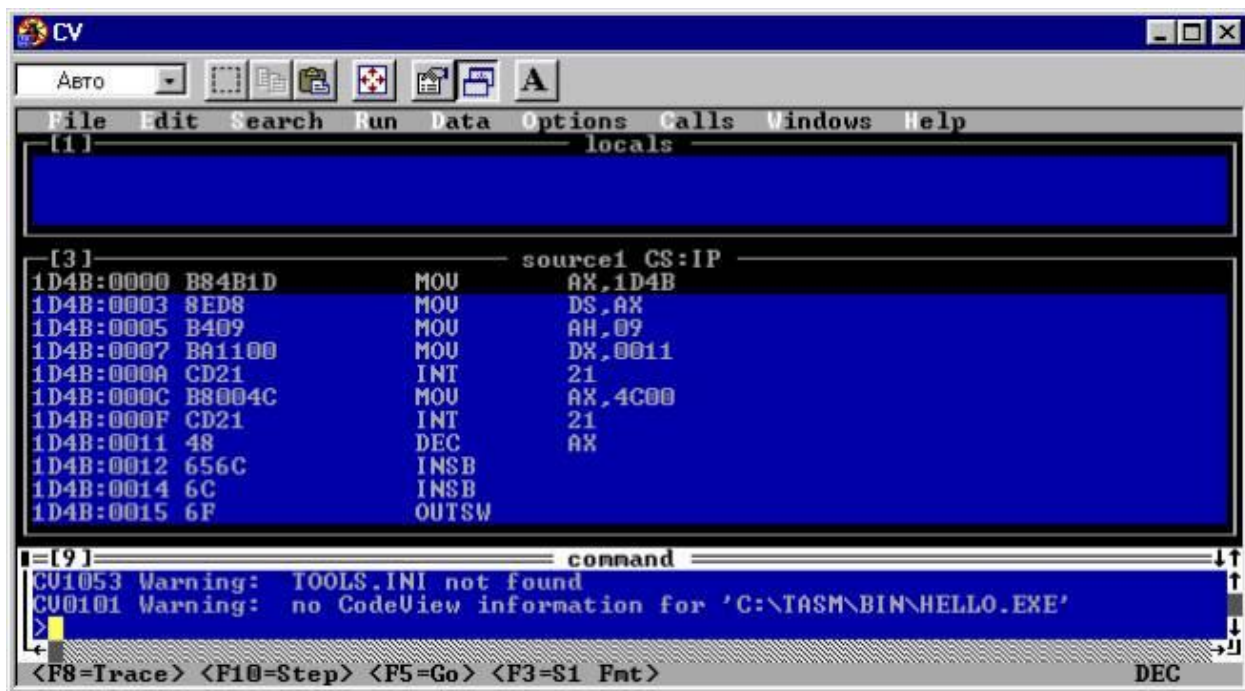 CV
Авто
A
File Edit Search Run Data Options Calls Windows Help
[1] locals
[3] source1 CS:IP
1D4B:0000 B84B1D MOV AX,1D4B
1D4B:0003 8ED8 MOV DS,AX
1D4B:0005 B409 MOV AH,09
1D4B:0007 BA1100 MOV DX,0011
1D4B:000A CD21 INT 21
1D4B:000C B8004C MOV AX,4C00
1D4B:000F CD21 INT 21
1D4B:0011 48 DEC AX
1D4B:0012 656C INSB
1D4B:0014 6C INSB
1D4B:0015 6F OUTSW
[9] command
CV1053 Warning: TOOLS.INI not found
CV0101 Warning: no CodeView information for 'C:\TASM\BIN\HELLO.EXE'
>
<F8=Trace> <F10=Step> <F5=Go> <F3=S1 Fmt> DEC